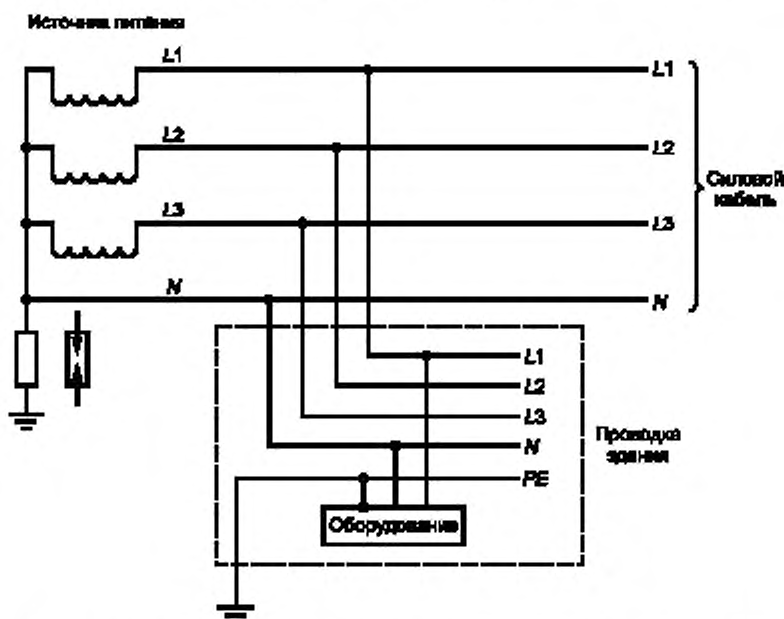 Источник питания
L1
L1
L2
L2
L3
L3
N
N
Силовой
кабель
L1
L2
L3
N
PE
Проводка
здания
Оборудование